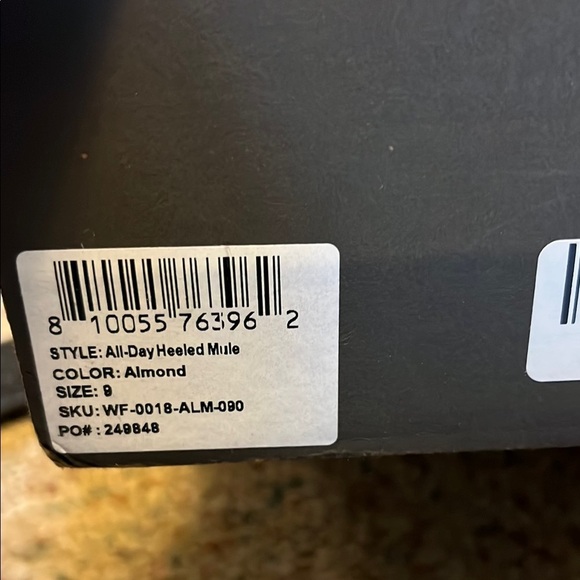 8 10055 76396 2
STYLE: All-Day Heeled Mule
COLOR: Almond
SIZE: 9
SKU: WF-0018-ALM-090
PO# : 249848